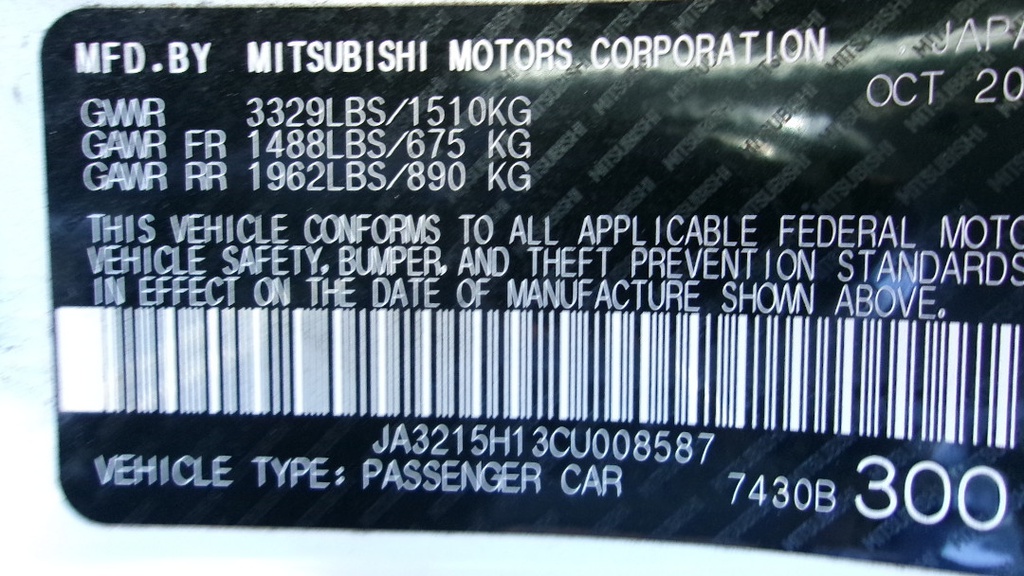 MFD.BY MITSUBISHI MOTORS CORPORATION , JAPA
OCT 20
GVWR 3329LBS/1510KG
GAWR FR 1488LBS/675 KG
GAWR RR 1962LBS/890 KG
THIS VEHICLE CONFORMS TO ALL APPLICABLE FEDERAL MOTO
VEHICLE SAFETY, BUMPER, AND THEFT PREVENTION STANDARDS
IN EFFECT ON THE DATE OF MANUFACTURE SHOWN ABOVE.
JA3215H13CU008587
VEHICLE TYPE: PASSENGER CAR 7430B 300